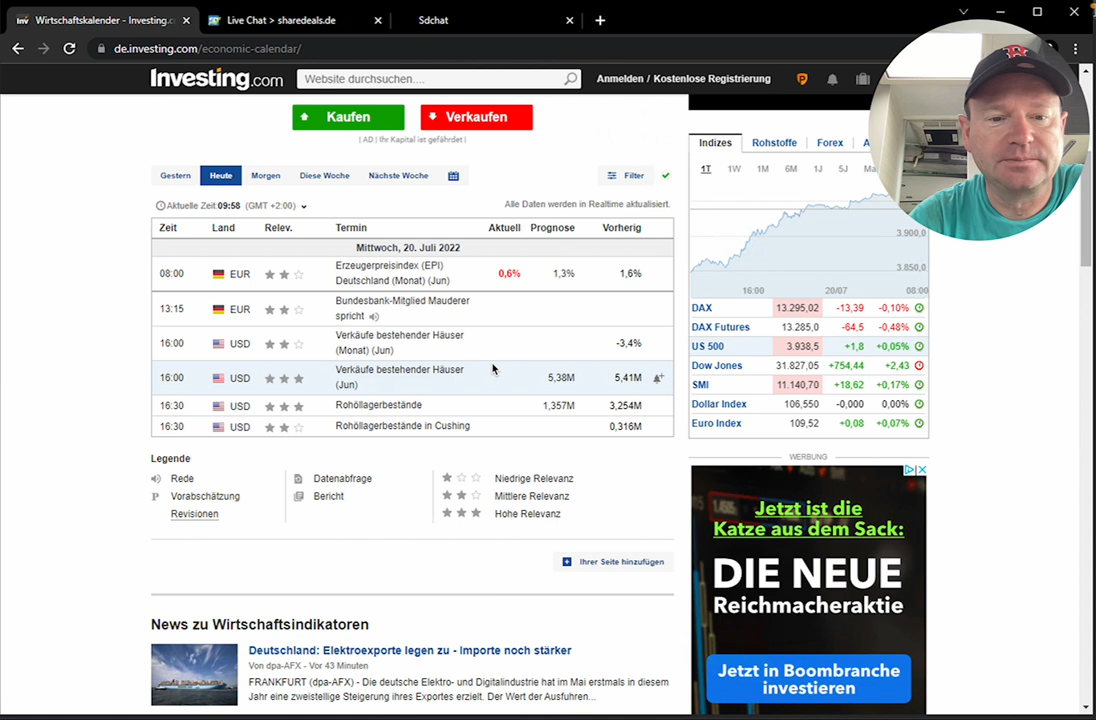 Wirtschaftskalender - Investing.c
Live Chat > sharedeals.de
Sdchat
de.investing.com/economic-calendar/
Investing.com
Website durchsuchen....
Anmelden / Kostenlose Registrierung
Kaufen
Verkaufen
[ AD ] Ihr Kapital ist gefährdet
Gestern Heute Morgen Diese Woche Nächste Woche
Filter
Aktuelle Zeit: 09:58 (GMT +2:00)
Alle Daten werden in Realtime aktualisiert.
Zeit Land Relev. Termin Aktuell Prognose Vorherig
Mittwoch, 20. Juli 2022
08:00 EUR Erzeugerpreisindex (EPI) Deutschland (Monat) (Jun) 0,6% 1,3% 1,6%
13:15 EUR Bundesbank-Mitglied Mauderer spricht
16:00 USD Verkäufe bestehender Häuser (Monat) (Jun) -3,4%
16:00 USD Verkäufe bestehender Häuser (Jun) 5,38M 5,41M
16:30 USD Rohöllagerbestände 1,357M 3,254M
16:30 USD Rohöllagerbestände in Cushing 0,316M
Legende
Rede
Vorabschätzung
Revisionen
Datenabfrage
Bericht
Niedrige Relevanz
Mittlere Relevanz
Hohe Relevanz
Ihrer Seite hinzufügen
News zu Wirtschaftsindikatoren
Deutschland: Elektroexporte legen zu - Importe noch stärker
Von dpa-AFX - Vor 43 Minuten
FRANKFURT (dpa-AFX) - Die deutsche Elektro- und Digitalindustrie hat im Mai erstmals in diesem
Jahr eine zweistellige Steigerung ihres Exportes erzielt. Der Wert der Ausfuhren...
Indizes Rohstoffe Forex A
1T 1W 1M 6M 1J 5J Ma
3.900,0
3.850,0
16:00 20/07 08:00
DAX 13.295,02 -13,39 -0,10%
DAX Futures 13.285,0 -64,5 -0,48%
US 500 3.938,5 +1,8 +0,05%
Dow Jones 31.827,05 +754,44 +2,43
SMI 11.140,70 +18,62 +0,17%
Dollar Index 106,550 -0,000 0,00%
Euro Index 109,52 +0,08 +0,07%
WERBUNG
Jetzt ist die
Katze aus dem Sack:
DIE NEUE
Reichmacheraktie
Jetzt in Boombranche
investieren